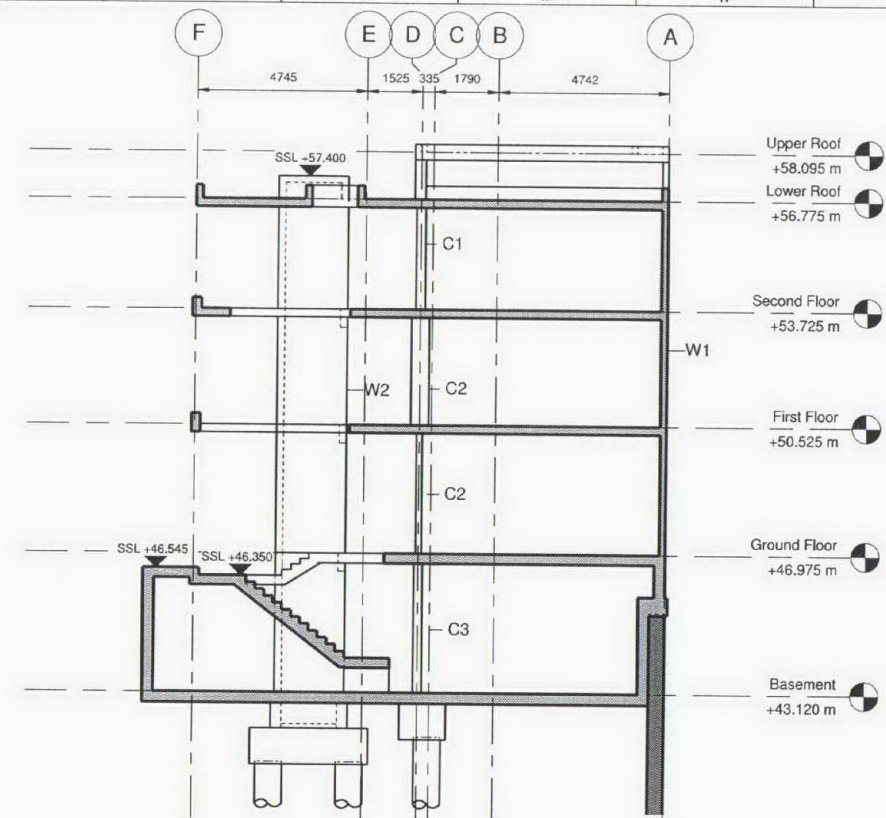 F
E
D
C
B
A
4745
1525
335
1790
4742
Upper Roof
+58.095 m
SSL +57.400
Lower Roof
+56.775 m
C1
Second Floor
+53.725 m
W1
W2
C2
First Floor
+50.525 m
C2
SSL +46.545
SSL +46.350
Ground Floor
+46.975 m
C3
Basement
+43.120 m